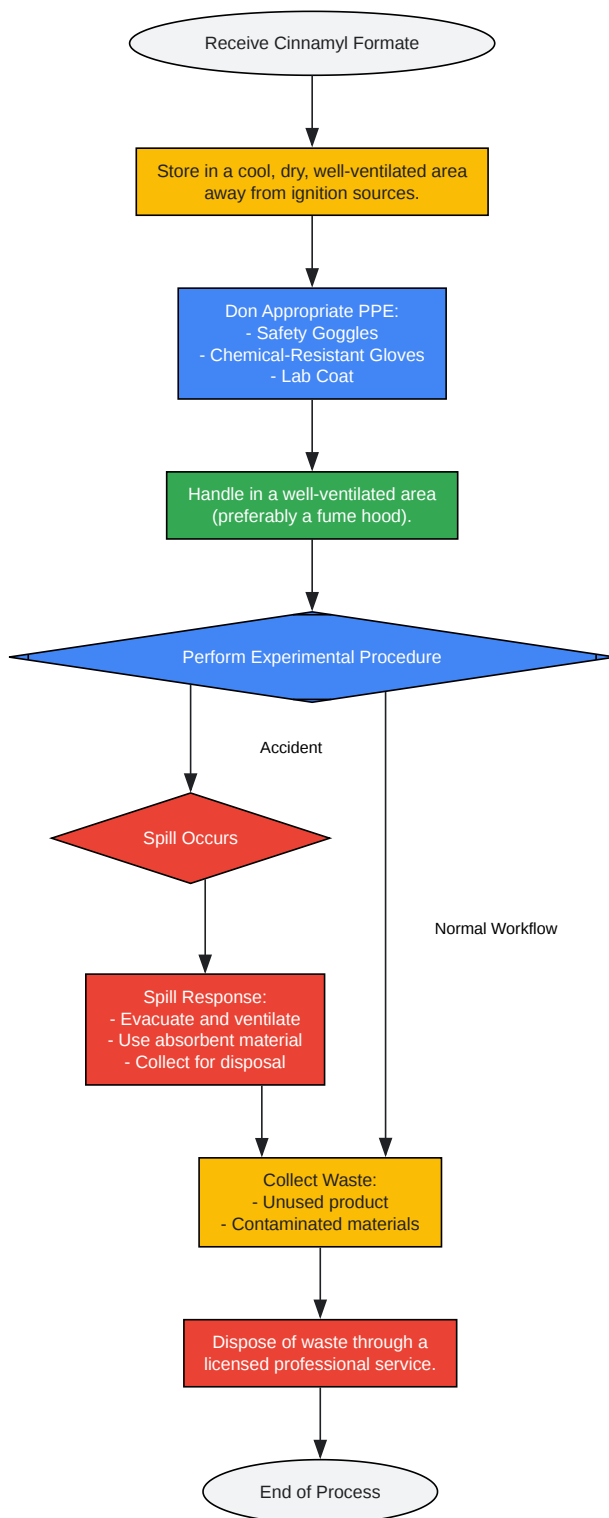 Receive Cinnamyl Formate
Store in a cool, dry, well-ventilated area
away from ignition sources.
Don Appropriate PPE:
- Safety Goggles
- Chemical-Resistant Gloves
- Lab Coat
Handle in a well-ventilated area
(preferably a fume hood).
Perform Experimental Procedure
Accident
Spill Occurs
Normal Workflow
Spill Response:
- Evacuate and ventilate
- Use absorbent material
- Collect for disposal
Collect Waste:
- Unused product
- Contaminated materials
Dispose of waste through a
licensed professional service.
End of Process